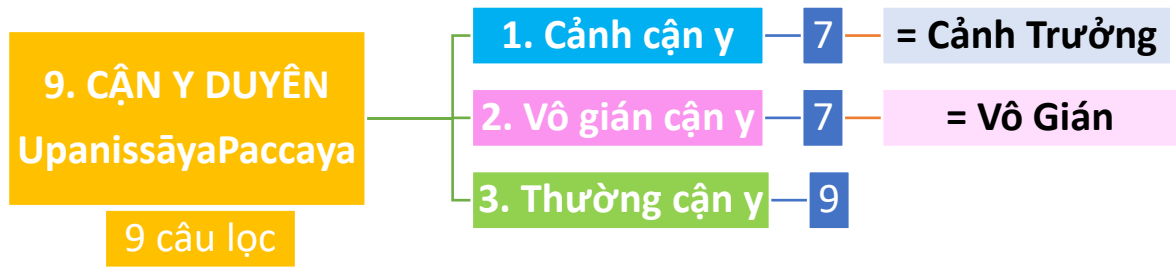 9. CẬN Y DUYÊN
UpanissāyaPaccaya
9 câu lọc
1. Cảnh cận y
7
= Cảnh Trưởng
2. Vô gián cận y
7
= Vô Gián
3. Thường cận y
9